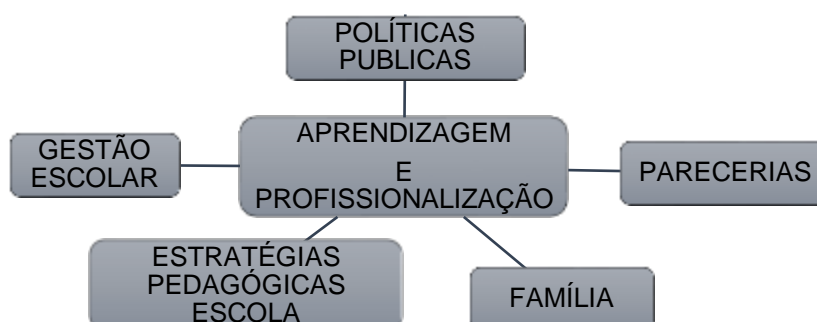 POLÍTICAS
PUBLICAS
APRENDIZAGEM
E
PROFISSIONALIZAÇÃO
GESTÃO
ESCOLAR
PARECERIAS
ESTRATÉGIAS
PEDAGÓGICAS
ESCOLA
FAMÍLIA